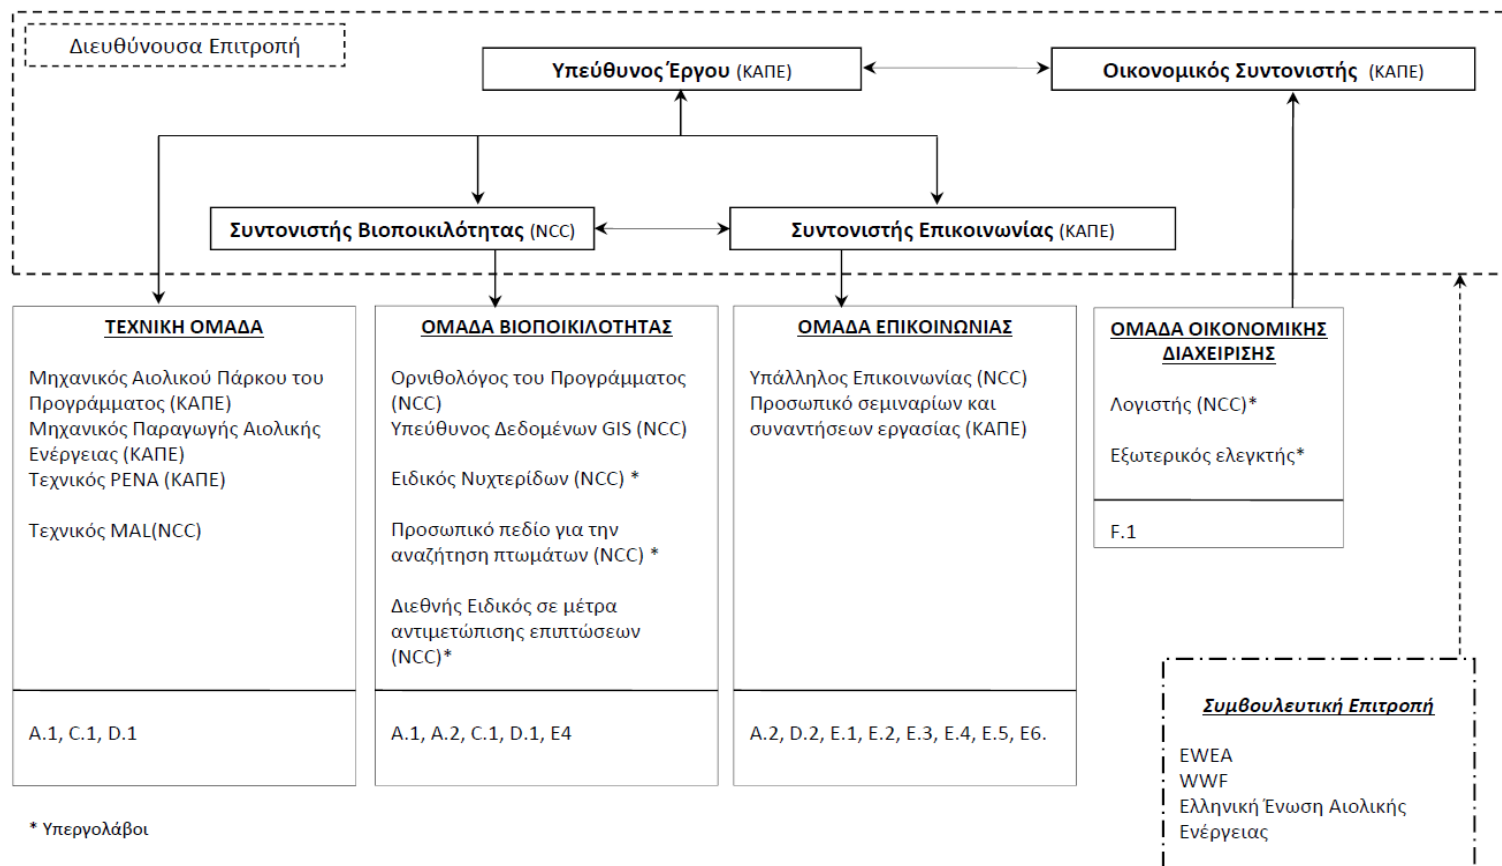 Διευθύνουσα Επιτροπή
Υπεύθυνος Έργου (ΚΑΠΕ)
Οικονομικός Συντονιστής (ΚΑΠΕ)
Συντονιστής Βιοποικιλότητας (NCC)
Συντονιστής Επικοινωνίας (ΚΑΠΕ)
ΤΕΧΝΙΚΗ ΟΜΑΔΑ
Μηχανικός Αιολικού Πάρκου του
Προγράμματος (ΚΑΠΕ)
Μηχανικός Παραγωγής Αιολικής
Ενέργειας (ΚΑΠΕ)
Τεχνικός PENA (ΚΑΠΕ)
Τεχνικός MAL(NCC)
A.1, C.1, D.1
ΟΜΑΔΑ ΒΙΟΠΟΙΚΙΛΟΤΗΤΑΣ
Ορνιθολόγος του Προγράμματος
(NCC)
Υπεύθυνος Δεδομένων GIS (NCC)
Ειδικός Νυχτερίδων (NCC) *
Προσωπικό πεδίο για την
αναζήτηση πτωμάτων (NCC) *
Διεθνής Ειδικός σε μέτρα
αντιμετώπισης επιπτώσεων
(NCC)*
A.1, A.2, C.1, D.1, E4
ΟΜΑΔΑ ΕΠΙΚΟΙΝΩΝΙΑΣ
Υπάλληλος Επικοινωνίας (NCC)
Προσωπικό σεμιναρίων και
συναντήσεων εργασίας (ΚΑΠΕ)
A.2, D.2, E.1, E.2, E.3, E.4, E.5, E6.
ΟΜΑΔΑ ΟΙΚΟΝΟΜΙΚΗΣ
ΔΙΑΧΕΙΡΙΣΗΣ
Λογιστής (NCC)*
Εξωτερικός ελεγκτής*
F.1
Συμβουλευτική Επιτροπή
EWEA
WWF
Ελληνική Ένωση Αιολικής
Ενέργειας
* Υπεργολάβοι